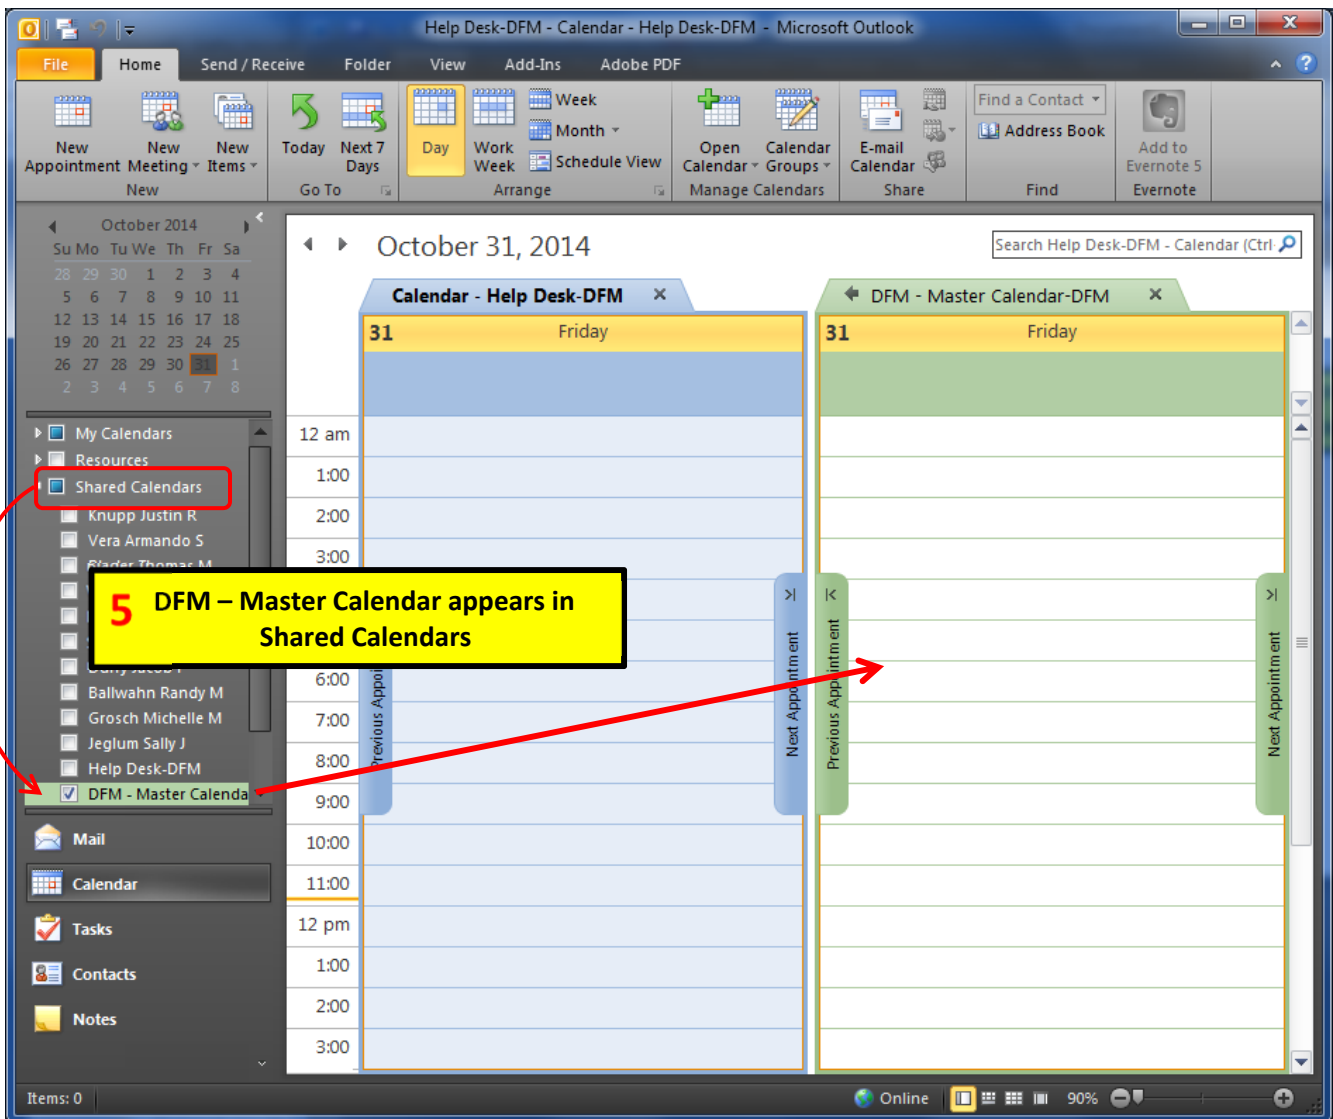 Help Desk-DFM - Calendar - Help Desk-DFM - Microsoft Outlook
File Home Send / Receive Folder View Add-Ins Adobe PDF
New Appointment
New Meeting
New Items
New
Today
Next 7 Days
Go To
Day
Work Week
Week
Month
Schedule View
Arrange
Open Calendar
Calendar Groups
Manage Calendars
E-mail Calendar
Share
Find a Contact
Address Book
Find
Add to Evernote 5
Evernote
October 2014
Su Mo Tu We Th Fr Sa
28 29 30 1 2 3 4
5 6 7 8 9 10 11
12 13 14 15 16 17 18
19 20 21 22 23 24 25
26 27 28 29 30 31 1
2 3 4 5 6 7 8
My Calendars
Resources
Shared Calendars
Knupp Justin R
Vera Armando S
Ballwahn Randy M
Grosch Michelle M
Jeglum Sally J
Help Desk-DFM
DFM - Master Calenda
Mail
Calendar
Tasks
Contacts
Notes
October 31, 2014
Search Help Desk-DFM - Calendar (Ctrl
Calendar - Help Desk-DFM
DFM - Master Calendar-DFM
31 Friday
31 Friday
12 am
1:00
2:00
3:00
5 DFM – Master Calendar appears in
Shared Calendars
6:00
7:00
8:00
9:00
10:00
11:00
12 pm
1:00
2:00
3:00
Previous Appoi
Next Appointment
Previous Appointment
Next Appointment
Items: 0
Online
90%